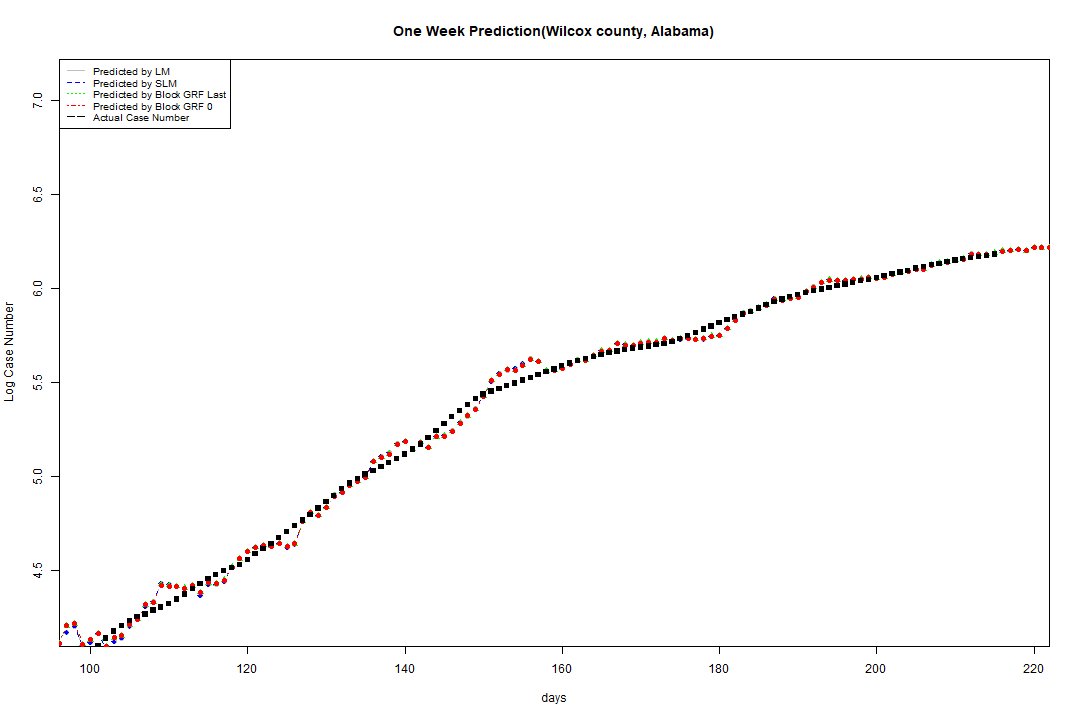 One Week Prediction(Wilcox county, Alabama)
Predicted by LM
Predicted by SLM
Predicted by Block GRF Last
Predicted by Block GRF 0
Actual Case Number
7.0
6.5
6.0
5.5
5.0
4.5
Log Case Number
100 120 140 160 180 200 220
days